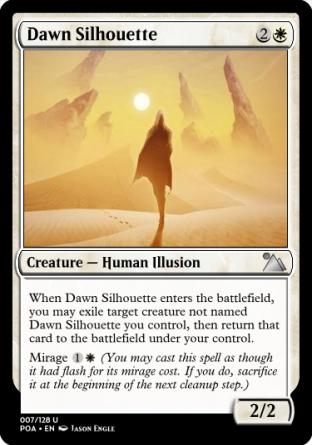 Dawn Silhouette 2
Creature — Human Illusion
When Dawn Silhouette enters the battlefield,
you may exile target creature not named
Dawn Silhouette you control, then return that
card to the battlefield under your control.
Mirage 1 (You may cast this spell as though
it had flash for its mirage cost. If you do, sacrifice
it at the beginning of the next cleanup step.)
2/2
007/128 U
POA • EN Jason Engle